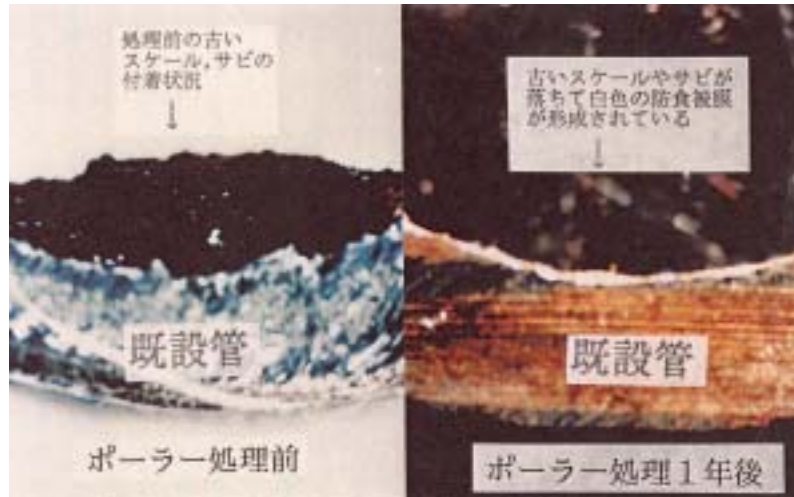 処理前の古い
スケール,サビの
付着状況
↓
既設管
ポーラー処理前
古いスケールやサビが
落ちて白色の防食被膜
が形成されている
↓
既設管
ポーラー処理1年後